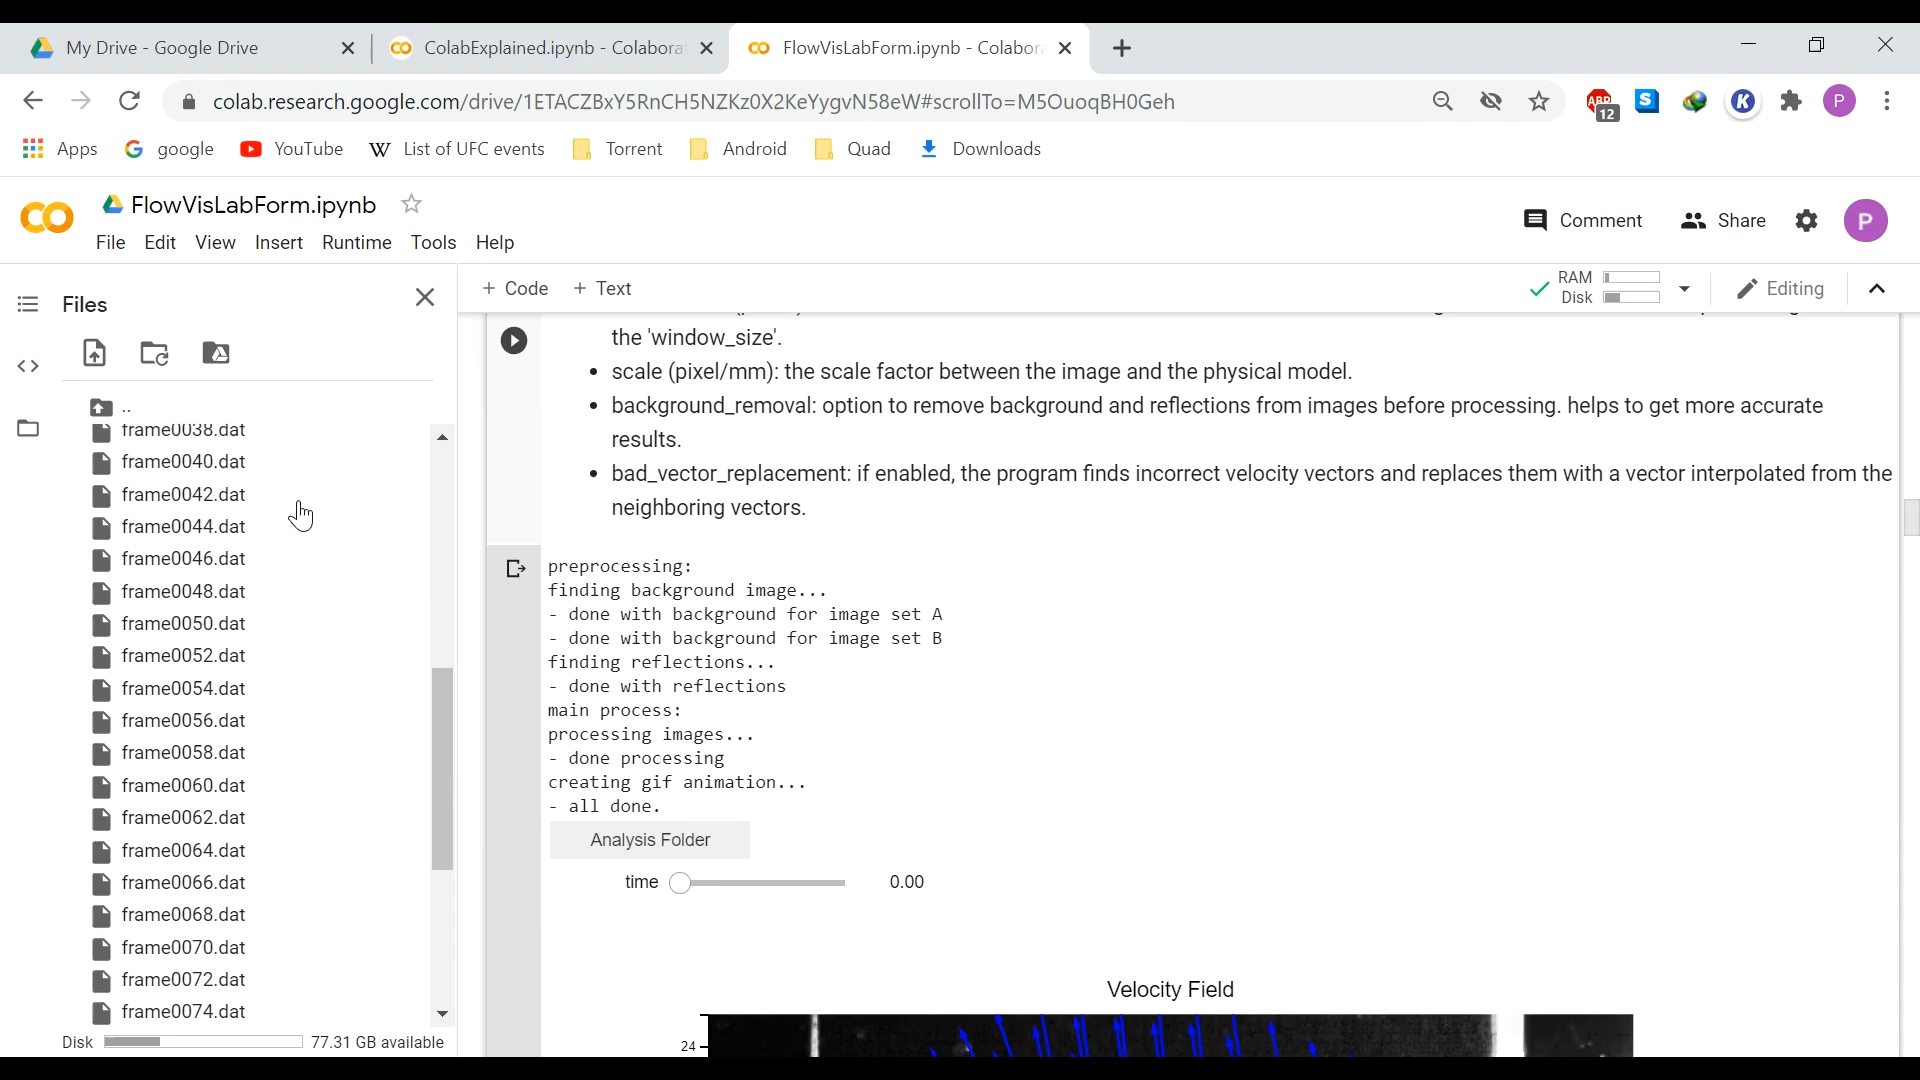 My Drive - Google Drive
ColabExplained.ipynb - Colabora
FlowVisLabForm.ipynb - Colabora
colab.research.google.com/drive/1ETACZBxY5RnCH5NZKz0X2KeYygvN58eW#scrollTo=M5OuoqBH0Geh
ABP
12
S
K
P
Apps
google
YouTube
W List of UFC events
Torrent
Android
Quad
Downloads
FlowVisLabForm.ipynb
File Edit View Insert Runtime Tools Help
Comment
Share
P
Files
+ Code + Text
RAM
Disk
Editing
..
frame0038.dat
frame0040.dat
frame0042.dat
frame0044.dat
frame0046.dat
frame0048.dat
frame0050.dat
frame0052.dat
frame0054.dat
frame0056.dat
frame0058.dat
frame0060.dat
frame0062.dat
frame0064.dat
frame0066.dat
frame0068.dat
frame0070.dat
frame0072.dat
frame0074.dat
Disk 77.31 GB available
the 'window_size'.
• scale (pixel/mm): the scale factor between the image and the physical model.
• background_removal: option to remove background and reflections from images before processing. helps to get more accurate
results.
• bad_vector_replacement: if enabled, the program finds incorrect velocity vectors and replaces them with a vector interpolated from the
neighboring vectors.
preprocessing:
finding background image...
- done with background for image set A
- done with background for image set B
finding reflections...
- done with reflections
main process:
processing images...
- done processing
creating gif animation...
- all done.
Analysis Folder
time 0.00
Velocity Field
24